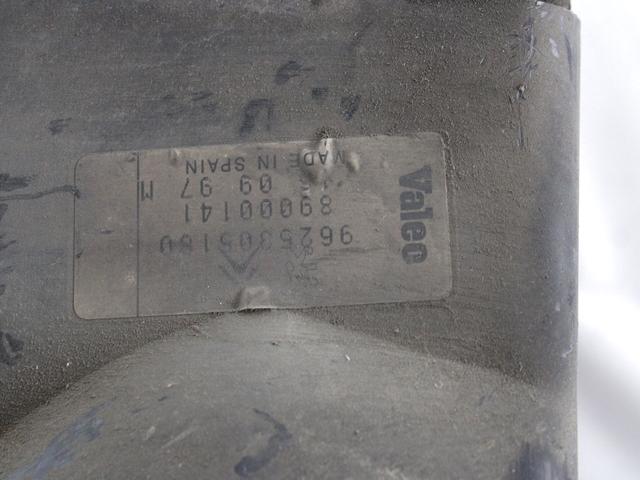 Valeo
9625305180
89000141
09 97 M
MADE IN SPAIN